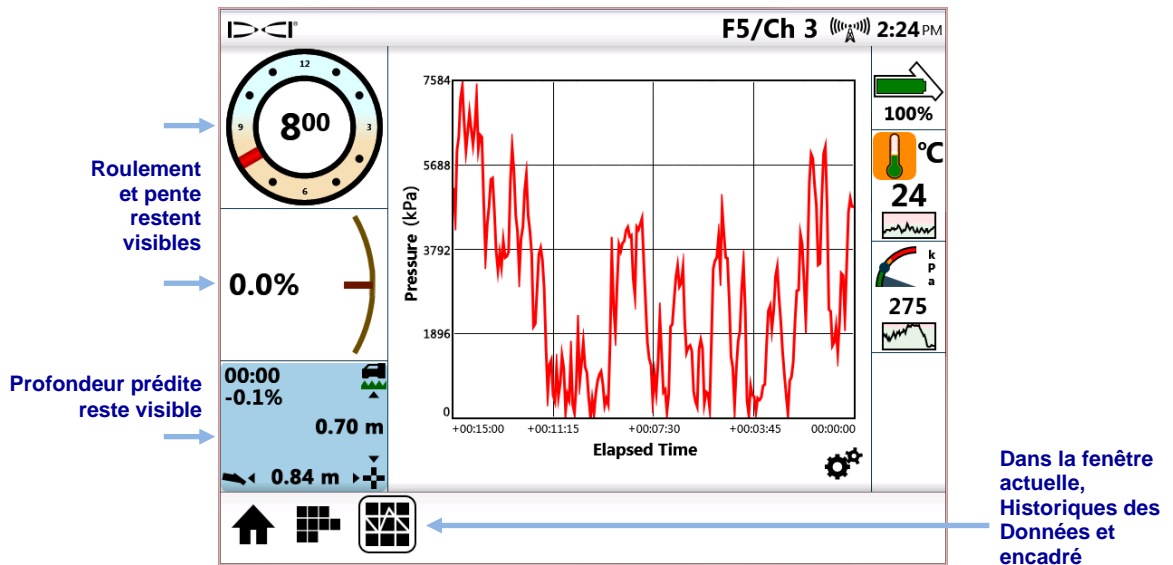 DCI®
F5/Ch 3
2:24 PM
12
3
6
9
8⁰⁰
Roulement
et pente
restent
visibles
0.0%
Profondeur prédite
reste visible
00:00
-0.1%
0.70 m
0.84 m
7584
5688
3792
1896
0
Pressure (kPa)
+00:15:00 +00:11:15 +00:07:30 +00:03:45 00:00:00
Elapsed Time
100%
°C
24
kPa
275
Dans la fenêtre
actuelle,
Historiques des
Données et
encadré